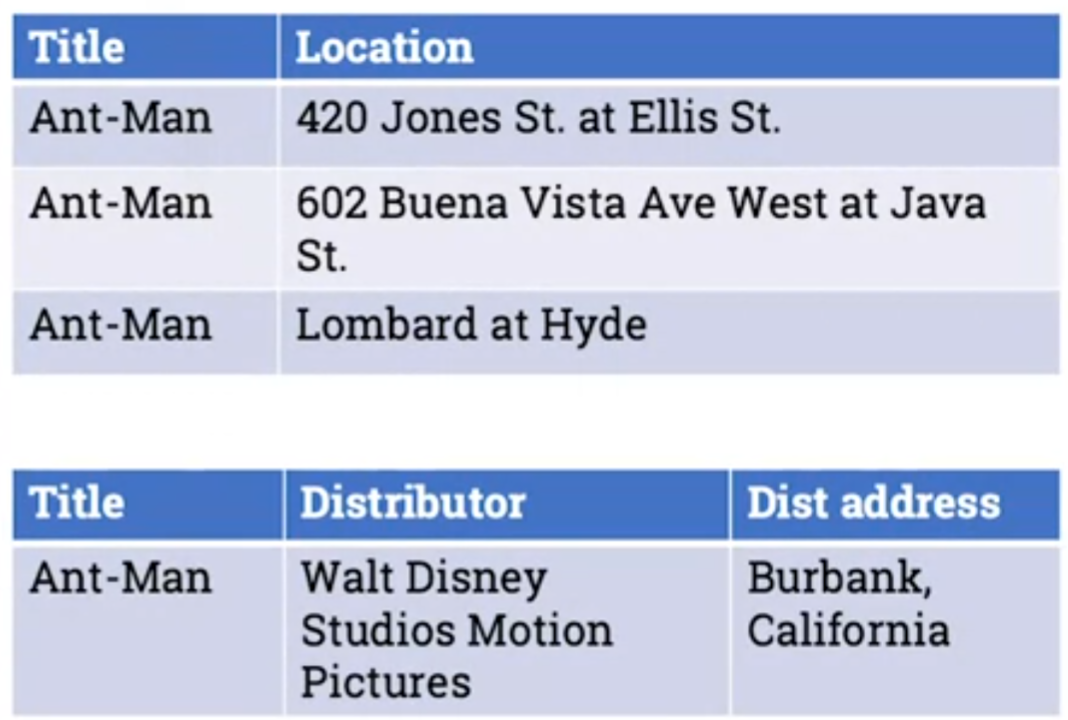 Title Location
Ant-Man 420 Jones St. at Ellis St.
Ant-Man 602 Buena Vista Ave West at Java
St.
Ant-Man Lombard at Hyde
Title Distributor Dist address
Ant-Man Walt Disney Burbank,
Studios Motion California
Pictures